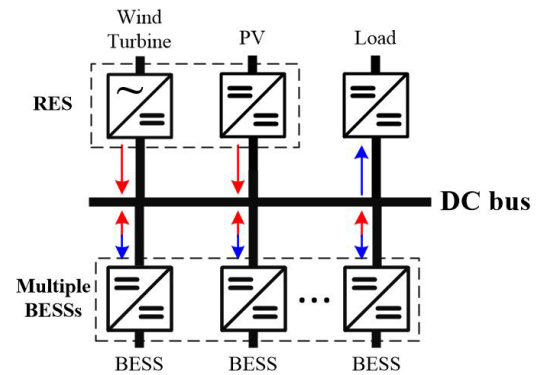 Wind
Turbine
PV
Load
RES
~
DC bus
Multiple
BESSs
...
BESS
BESS
BESS